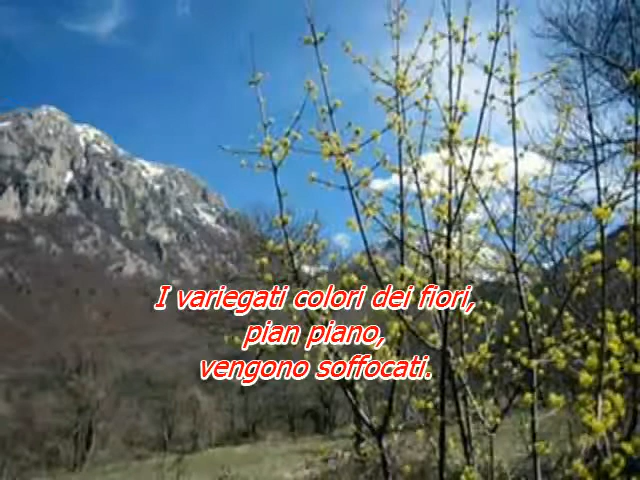 I variegati colori dei fiori,
pian piano,
vengono soffocati.